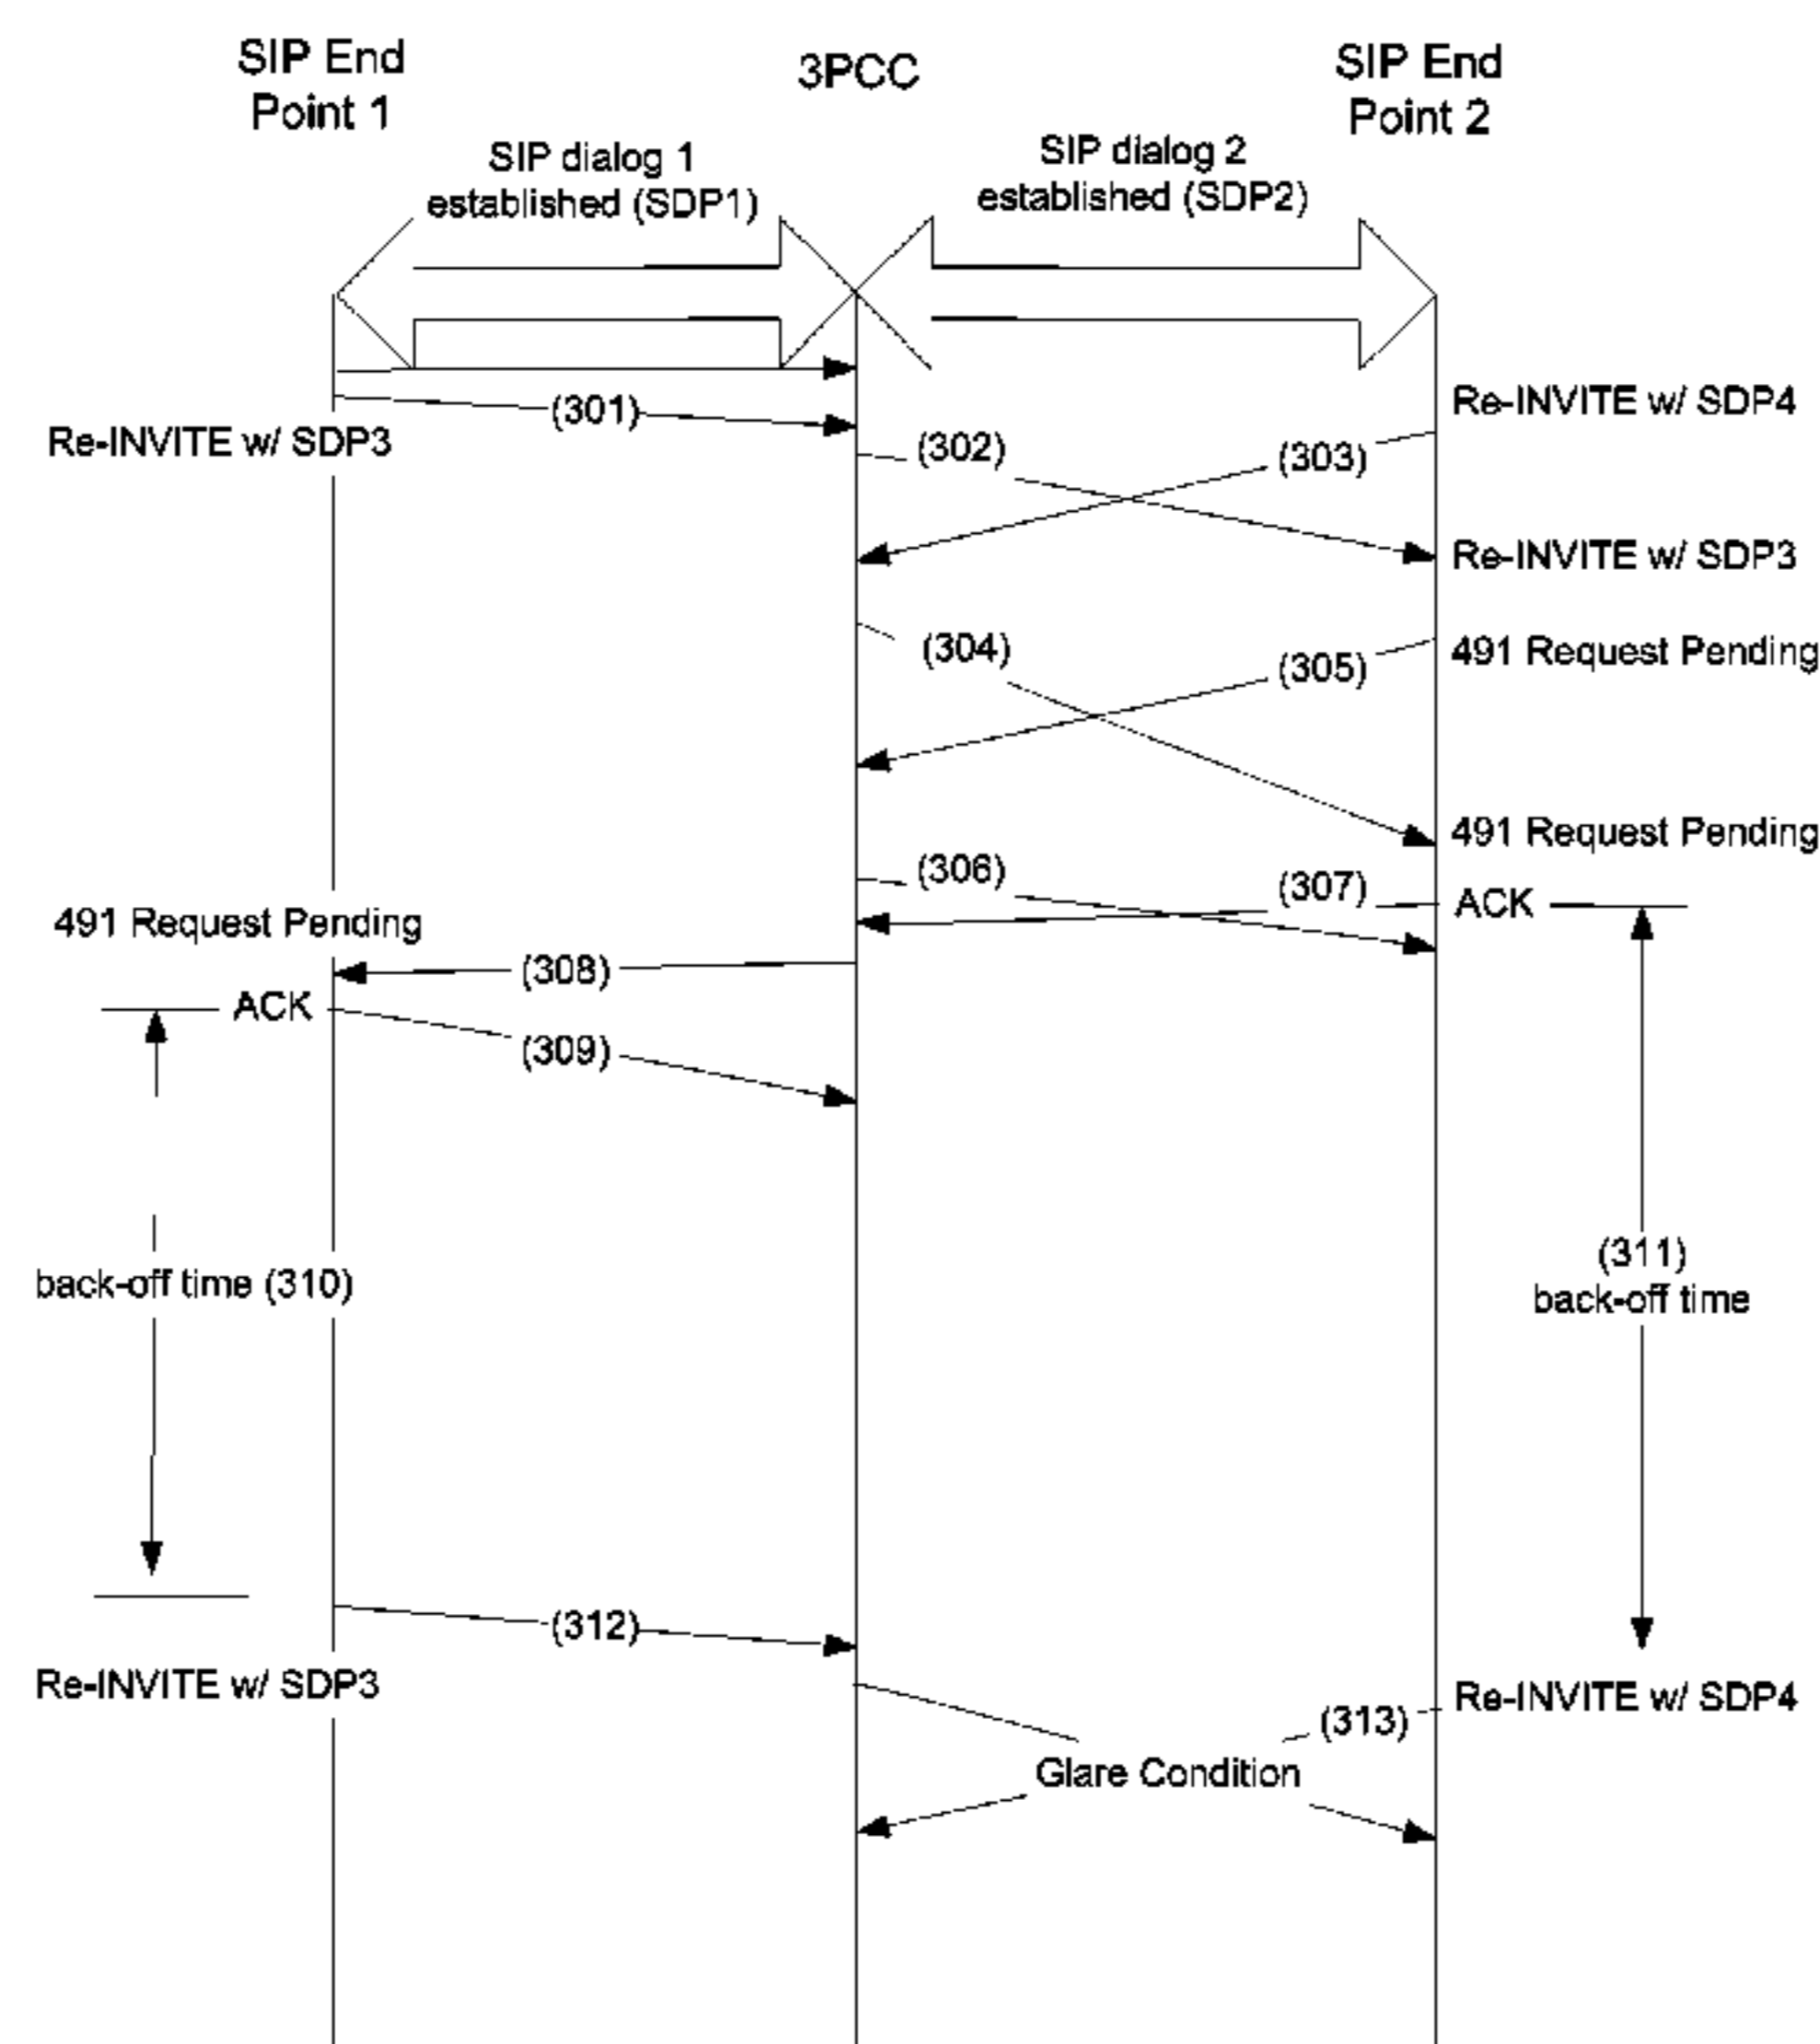 SIP End
Point 1
3PCC
SIP End
Point 2
SIP dialog 1
established (SDP1)
SIP dialog 2
established (SDP2)
(301)
Re-INVITE w/ SDP3
Re-INVITE w/ SDP4
(302)
(303)
Re-INVITE w/ SDP3
(304)
(305)
491 Request Pending
491 Request Pending
(306)
(307)
ACK
491 Request Pending
(308)
ACK
(309)
back-off time (310)
(311)
back-off time
(312)
Re-INVITE w/ SDP3
(313)
Re-INVITE w/ SDP4
Glare Condition